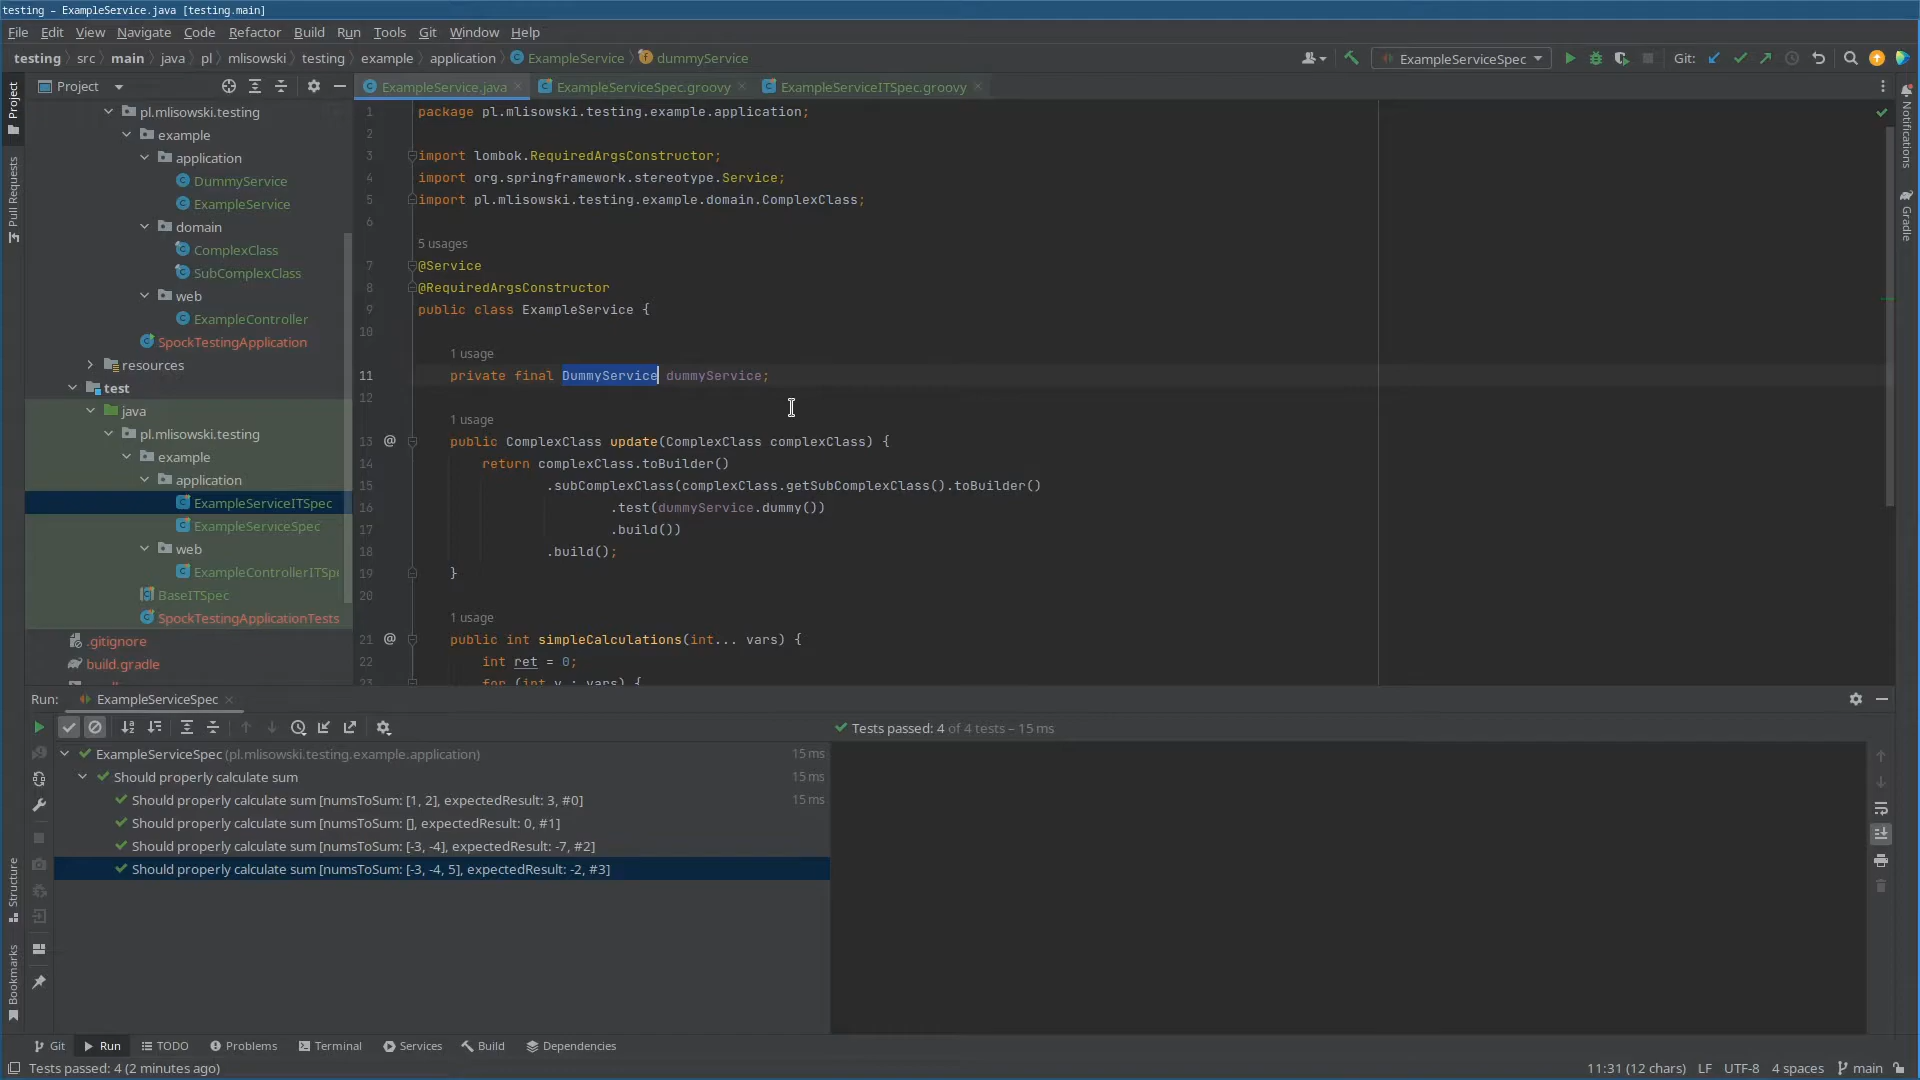 testing – ExampleService.java [testing.main]
File Edit View Navigate Code Refactor Build Run Tools Git Window Help
testing src main java pl mlisowski testing example application ExampleService dummyService
ExampleServiceSpec Git:
Project
ExampleService.java ExampleServiceSpec.groovy ExampleServiceITSpec.groovy
Project
Pull Requests
Structure
Bookmarks
Notifications
Gradle
pl.mlisowski.testing
example
application
DummyService
ExampleService
domain
ComplexClass
SubComplexClass
web
ExampleController
SpockTestingApplication
resources
test
java
pl.mlisowski.testing
example
application
ExampleServiceITSpec
ExampleServiceSpec
web
ExampleControllerITSp
BaseITSpec
SpockTestingApplicationTests
.gitignore
build.gradle
1 package pl.mlisowski.testing.example.application;
2
3 import lombok.RequiredArgsConstructor;
4 import org.springframework.stereotype.Service;
5 import pl.mlisowski.testing.example.domain.ComplexClass;
6
5 usages
7 @Service
8 @RequiredArgsConstructor
9 public class ExampleService {
10
1 usage
11 private final DummyService dummyService;
12
1 usage
13 @ public ComplexClass update(ComplexClass complexClass) {
14 return complexClass.toBuilder()
15 .subComplexClass(complexClass.getSubComplexClass().toBuilder()
16 .test(dummyService.dummy())
17 .build())
18 .build();
19 }
20
1 usage
21 @ public int simpleCalculations(int... vars) {
22 int ret = 0;
23 for (int v : vars) {
Run: ExampleServiceSpec
Tests passed: 4 of 4 tests – 15 ms
ExampleServiceSpec (pl.mlisowski.testing.example.application) 15 ms
Should properly calculate sum 15 ms
Should properly calculate sum [numsToSum: [1, 2], expectedResult: 3, #0] 15 ms
Should properly calculate sum [numsToSum: [], expectedResult: 0, #1]
Should properly calculate sum [numsToSum: [-3, -4], expectedResult: -7, #2]
Should properly calculate sum [numsToSum: [-3, -4, 5], expectedResult: -2, #3]
Git Run TODO Problems Terminal Services Build Dependencies
Tests passed: 4 (2 minutes ago) 11:31 (12 chars) LF UTF-8 4 spaces main